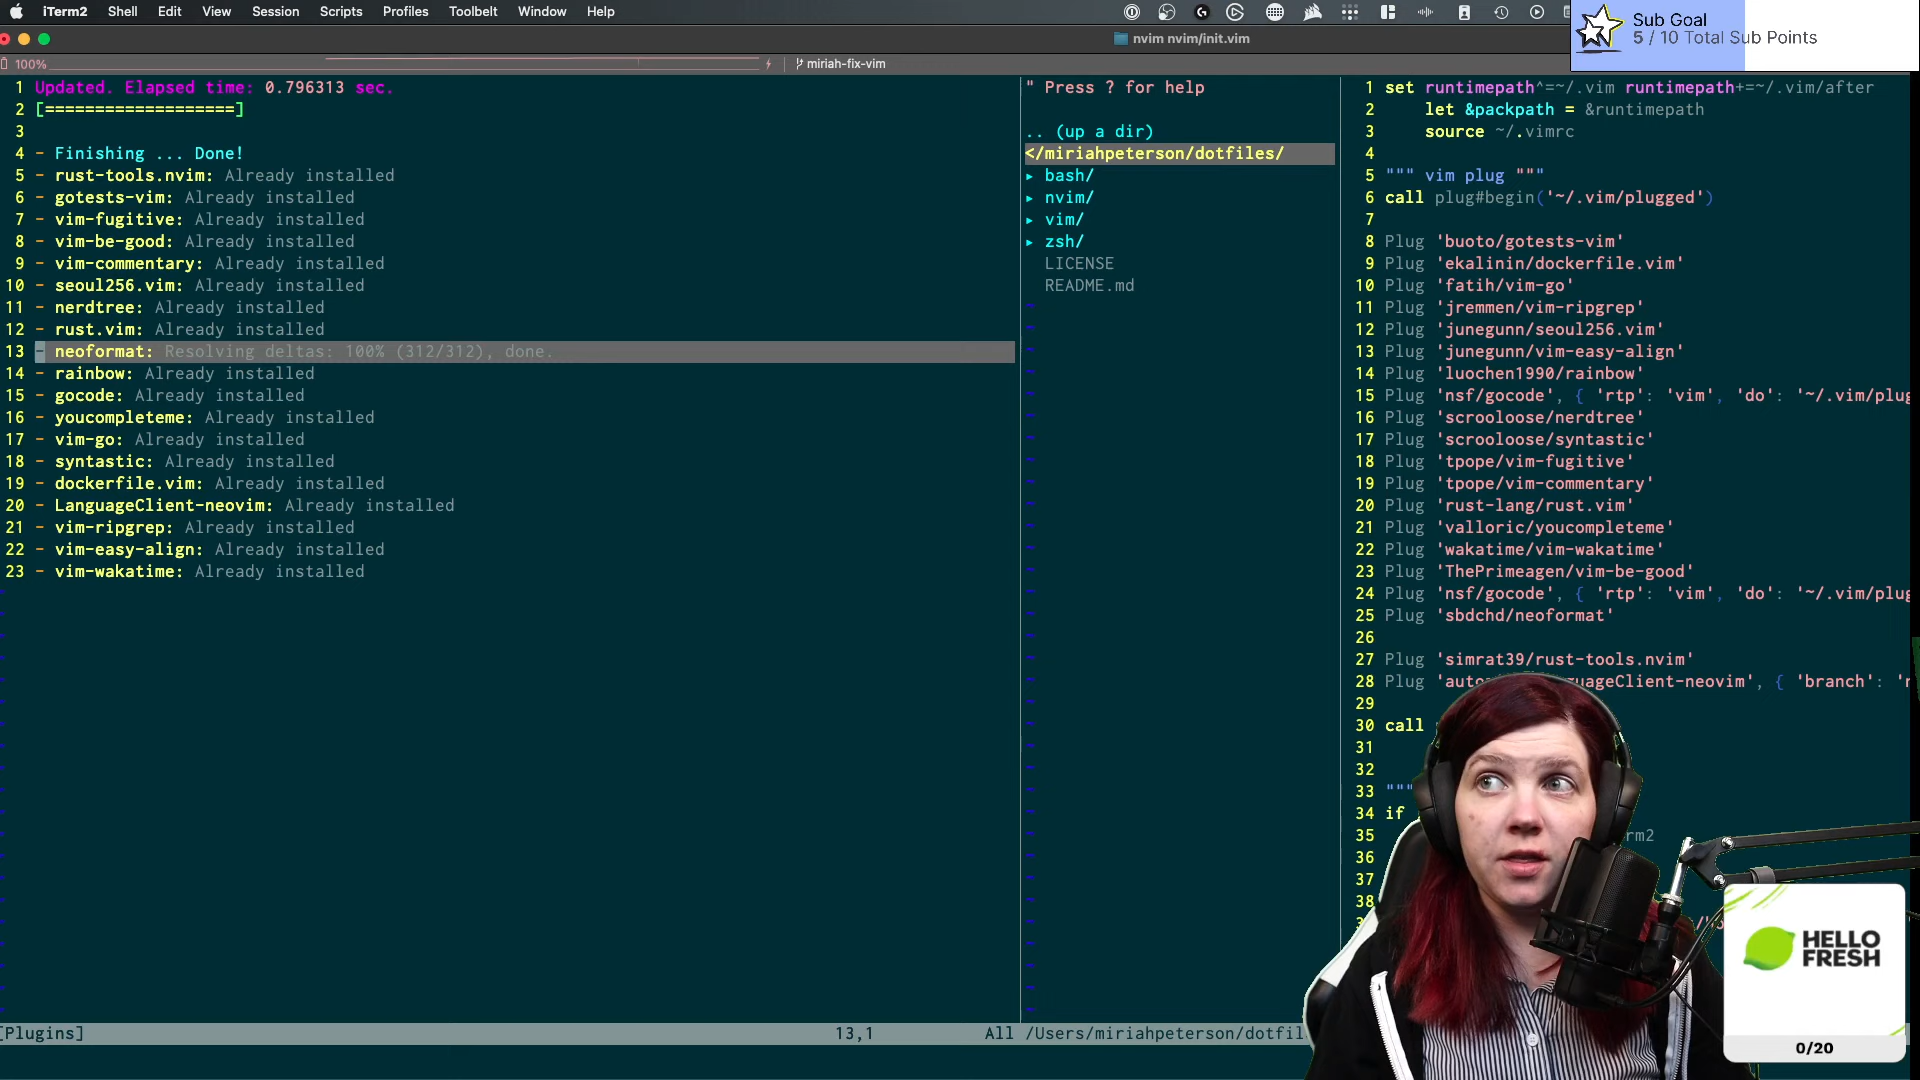 iTerm2 Shell Edit View Session Scripts Profiles Toolbelt Window Help
Sub Goal
5 / 10 Total Sub Points
nvim nvim/init.vim
100%
miriah-fix-vim
1 Updated. Elapsed time: 0.796313 sec.
2 [===================]
3
4 - Finishing ... Done!
5 - rust-tools.nvim: Already installed
6 - gotests-vim: Already installed
7 - vim-fugitive: Already installed
8 - vim-be-good: Already installed
9 - vim-commentary: Already installed
10 - seoul256.vim: Already installed
11 - nerdtree: Already installed
12 - rust.vim: Already installed
13 - neoformat: Resolving deltas: 100% (312/312), done.
14 - rainbow: Already installed
15 - gocode: Already installed
16 - youcompleteme: Already installed
17 - vim-go: Already installed
18 - syntastic: Already installed
19 - dockerfile.vim: Already installed
20 - LanguageClient-neovim: Already installed
21 - vim-ripgrep: Already installed
22 - vim-easy-align: Already installed
23 - vim-wakatime: Already installed
[Plugins] 13,1 All
" Press ? for help
.. (up a dir)
</miriahpeterson/dotfiles/
▸ bash/
▸ nvim/
▸ vim/
▸ zsh/
LICENSE
README.md
/Users/miriahpeterson/dotfil
1 set runtimepath^=~/.vim runtimepath+=~/.vim/after
2 let &packpath = &runtimepath
3 source ~/.vimrc
4
5 """ vim plug """
6 call plug#begin('~/.vim/plugged')
7
8 Plug 'buoto/gotests-vim'
9 Plug 'ekalinin/dockerfile.vim'
10 Plug 'fatih/vim-go'
11 Plug 'jremmen/vim-ripgrep'
12 Plug 'junegunn/seoul256.vim'
13 Plug 'junegunn/vim-easy-align'
14 Plug 'luochen1990/rainbow'
15 Plug 'nsf/gocode', { 'rtp': 'vim', 'do': '~/.vim/plug
16 Plug 'scrooloose/nerdtree'
17 Plug 'scrooloose/syntastic'
18 Plug 'tpope/vim-fugitive'
19 Plug 'tpope/vim-commentary'
20 Plug 'rust-lang/rust.vim'
21 Plug 'valloric/youcompleteme'
22 Plug 'wakatime/vim-wakatime'
23 Plug 'ThePrimeagen/vim-be-good'
24 Plug 'nsf/gocode', { 'rtp': 'vim', 'do': '~/.vim/plug
25 Plug 'sbdchd/neoformat'
26
27 Plug 'simrat39/rust-tools.nvim'
28 Plug 'auto guageClient-neovim', { 'branch': 'r
29
30 call
31
32
33 """
34 if
35 rm2
36
37
38
HELLO
FRESH
0/20